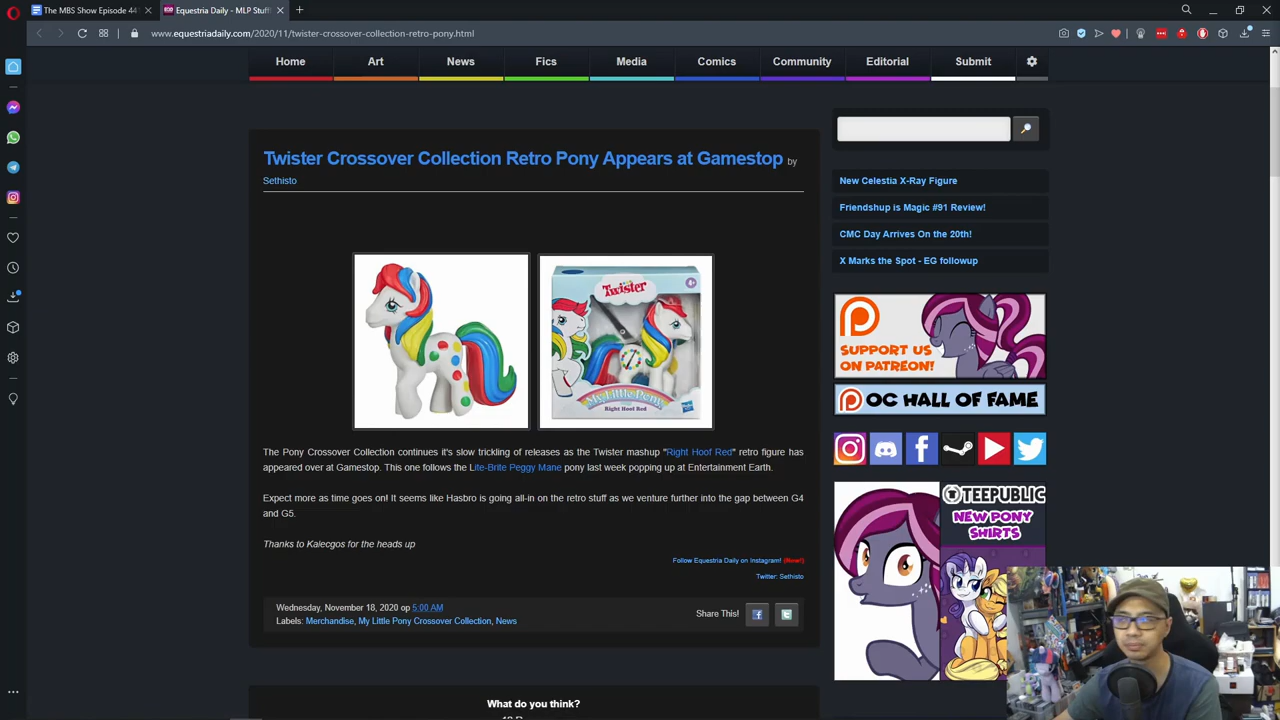 The MBS Show Episode 44
Equestria Daily - MLP Stuf
www.equestriadaily.com/2020/11/twister-crossover-collection-retro-pony.html
Home Art News Fics Media Comics Community Editorial Submit
Twister Crossover Collection Retro Pony Appears at Gamestop by
Sethisto
Twister
My Little Pony
Right Hoof Red
The Pony Crossover Collection continues it's slow trickling of releases as the Twister mashup "Right Hoof Red" retro figure has
appeared over at Gamestop. This one follows the Lite-Brite Peggy Mane pony last week popping up at Entertainment Earth.
Expect more as time goes on! It seems like Hasbro is going all-in on the retro stuff as we venture further into the gap between G4
and G5.
Thanks to Kalecgos for the heads up
Follow Equestria Daily on Instagram! (New!)
Twitter: Sethisto
Wednesday, November 18, 2020 op 5:00 AM
Labels: Merchandise, My Little Pony Crossover Collection, News
Share This!
What do you think?
New Celestia X-Ray Figure
Friendshup is Magic #91 Review!
CMC Day Arrives On the 20th!
X Marks the Spot - EG followup
SUPPORT US
ON PATREON!
OC HALL OF FAME
TEEPUBLIC
NEW PONY
SHIRTS